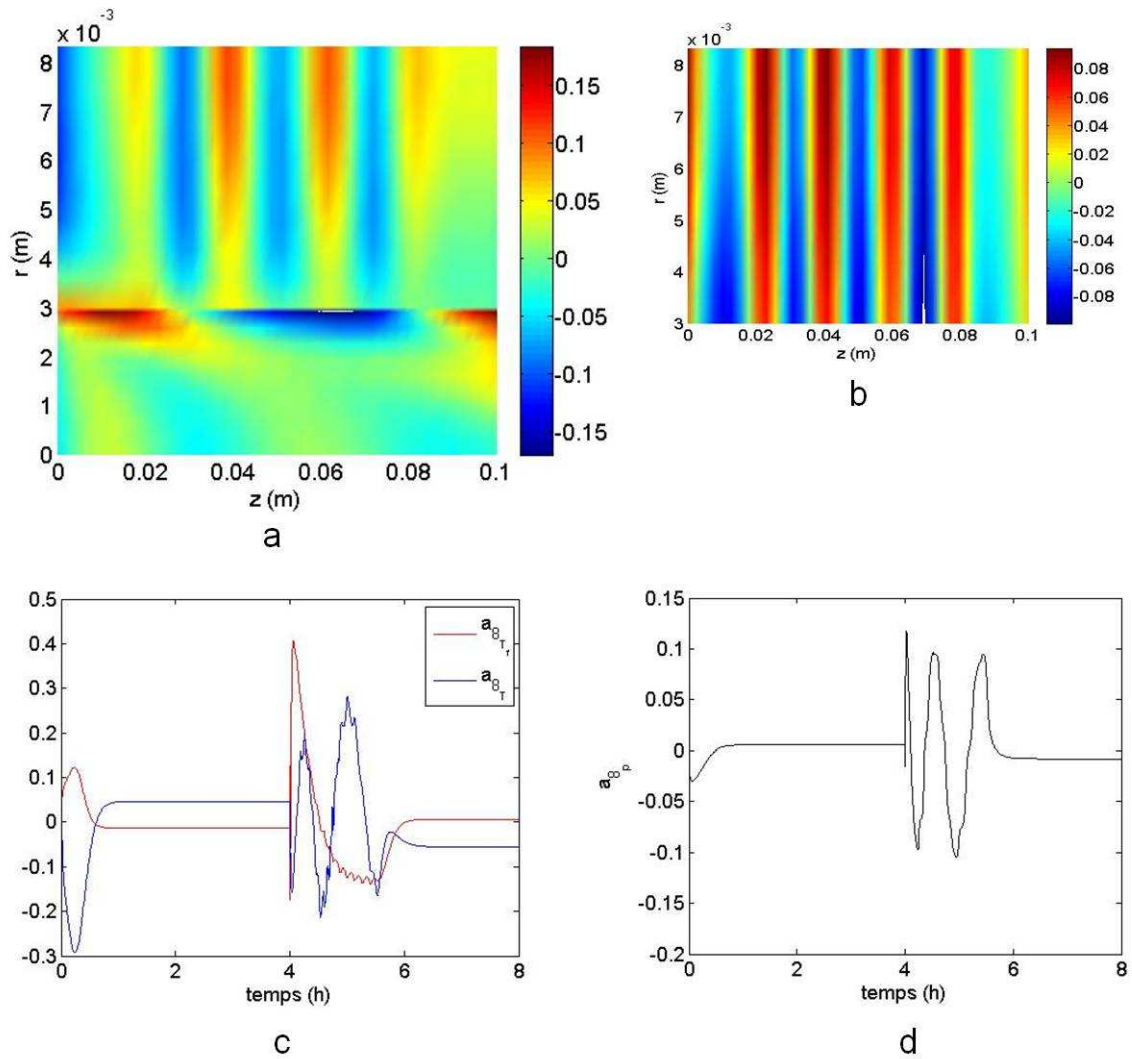 x 10⁻³
8
7
6
5
4
3
2
1
0
r (m)
0 0.02 0.04 0.06 0.08 0.1
z (m)
0.15
0.1
0.05
0
-0.05
-0.1
-0.15
a
x 10⁻³
8
7
6
5
4
3
r (m)
0 0.02 0.04 0.06 0.08 0.1
z (m)
0.08
0.06
0.04
0.02
0
-0.02
-0.04
-0.06
-0.08
b
0.5
0.4
0.3
0.2
0.1
0
-0.1
-0.2
-0.3
0 2 4 6 8
temps (h)
a_8_T_f
a_8_T
c
0.15
0.1
0.05
0
-0.05
-0.1
-0.15
-0.2
a_8_p
0 2 4 6 8
temps (h)
d